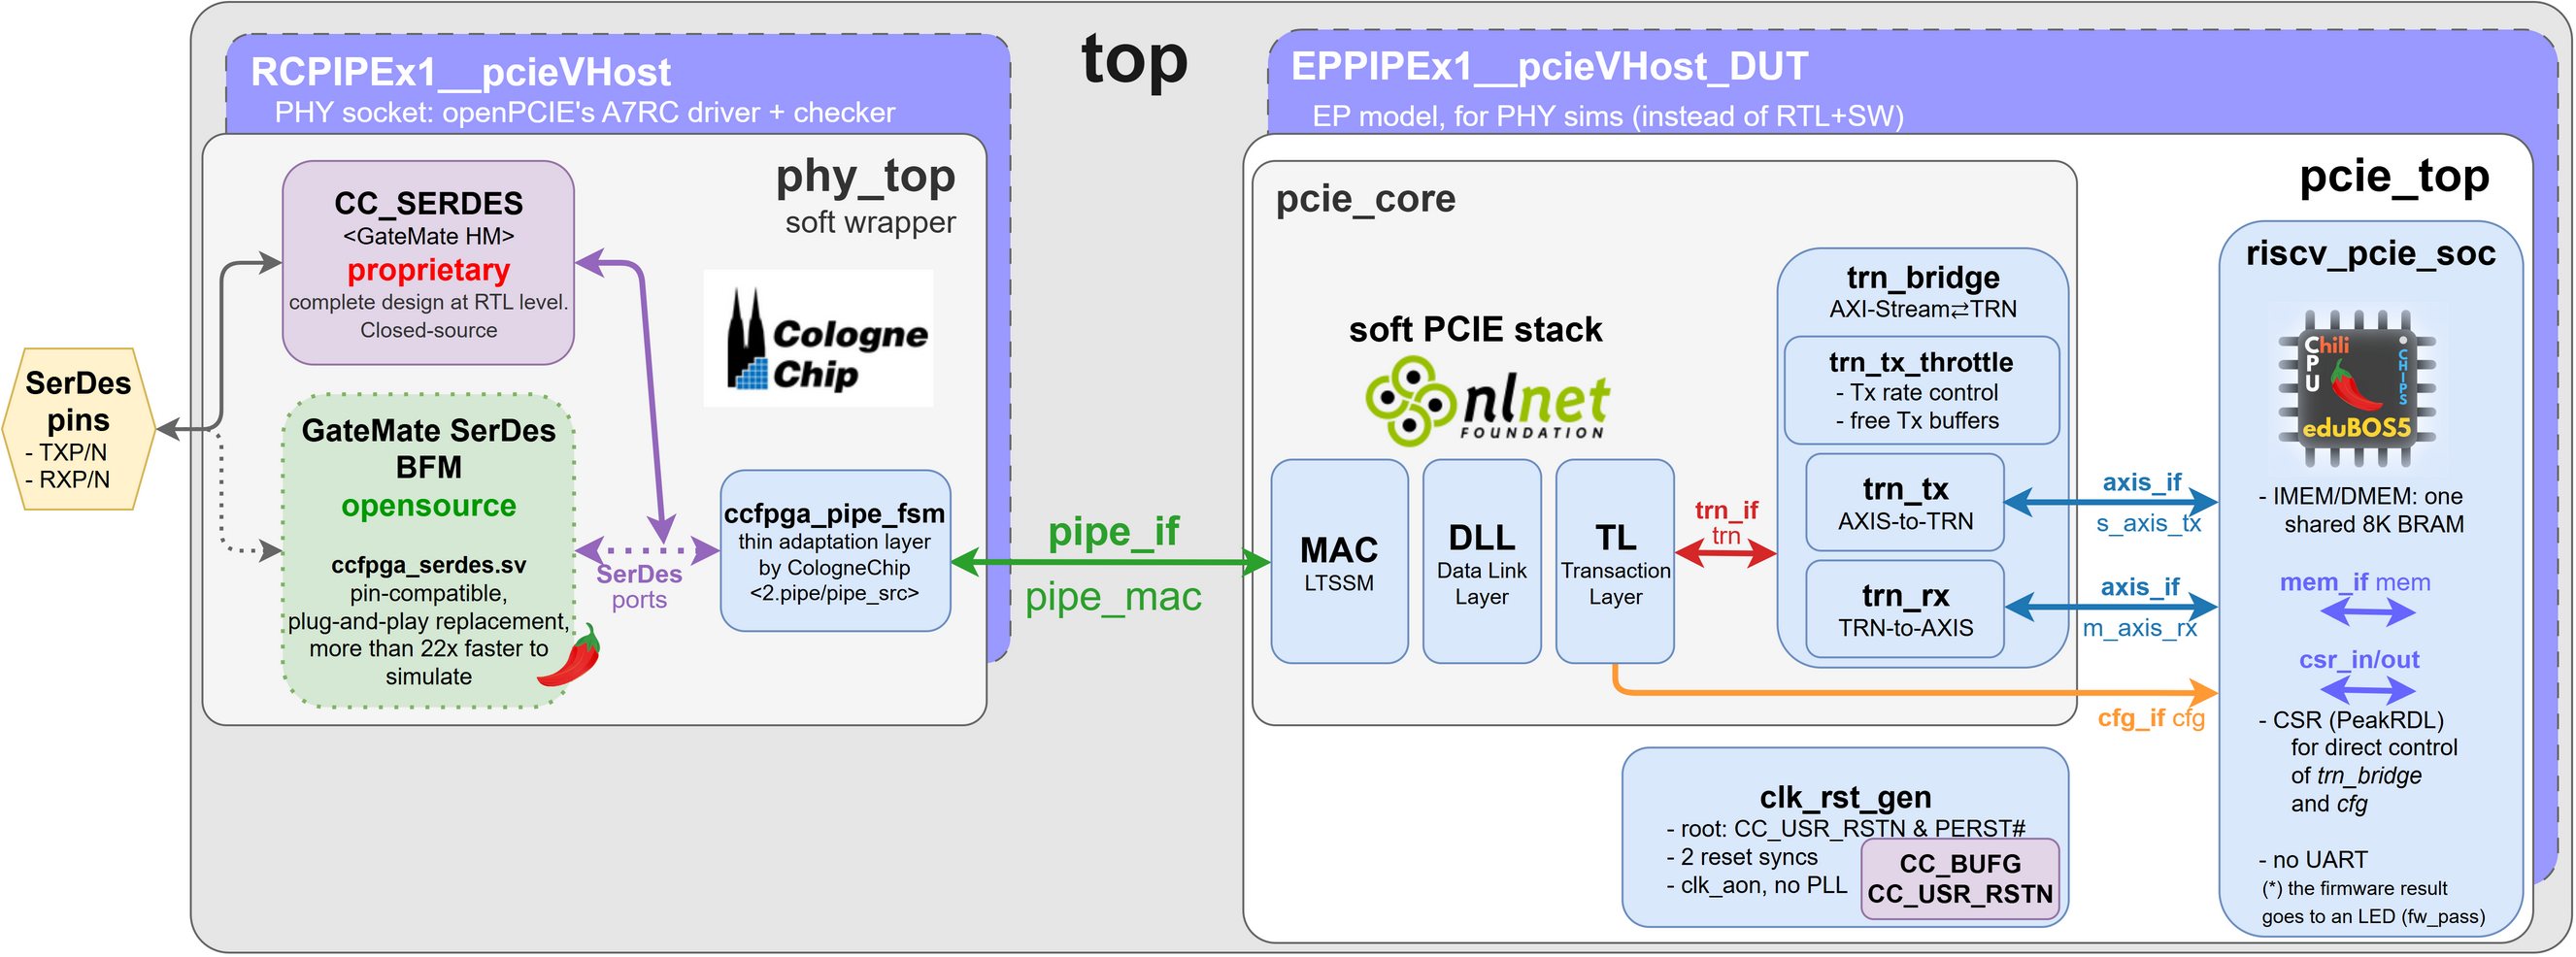 top
RCPIPEx1__pcieVHost
PHY socket: openPCIE's A7RC driver + checker
EPPIPEx1__pcieVHost_DUT
EP model, for PHY sims (instead of RTL+SW)
phy_top
soft wrapper
CC_SERDES
<GateMate HM>
proprietary
complete design at RTL level.
Closed-source
Cologne
Chip
SerDes
pins
- TXP/N
- RXP/N
GateMate SerDes
BFM
opensource
ccfpga_serdes.sv
pin-compatible,
plug-and-play replacement,
more than 22x faster to
simulate
SerDes
ports
ccfpga_pipe_fsm
thin adaptation layer
by CologneChip
<2.pipe/pipe_src>
pipe_if
pipe_mac
pcie_top
pcie_core
soft PCIE stack
nlnet
FOUNDATION
MAC
LTSSM
DLL
Data Link
Layer
TL
Transaction
Layer
trn_if
trn
trn_bridge
AXI-Stream⇄TRN
trn_tx_throttle
- Tx rate control
- free Tx buffers
trn_tx
AXIS-to-TRN
trn_rx
TRN-to-AXIS
axis_if
s_axis_tx
axis_if
m_axis_rx
cfg_if cfg
clk_rst_gen
- root: CC_USR_RSTN & PERST#
- 2 reset syncs
- clk_aon, no PLL
CC_BUFG
CC_USR_RSTN
riscv_pcie_soc
Chili
CPU
CHIPS
eduBOS5
- IMEM/DMEM: one
shared 8K BRAM
mem_if mem
csr_in/out
- CSR (PeakRDL)
for direct control
of trn_bridge
and cfg
- no UART
(*) the firmware result
goes to an LED (fw_pass)